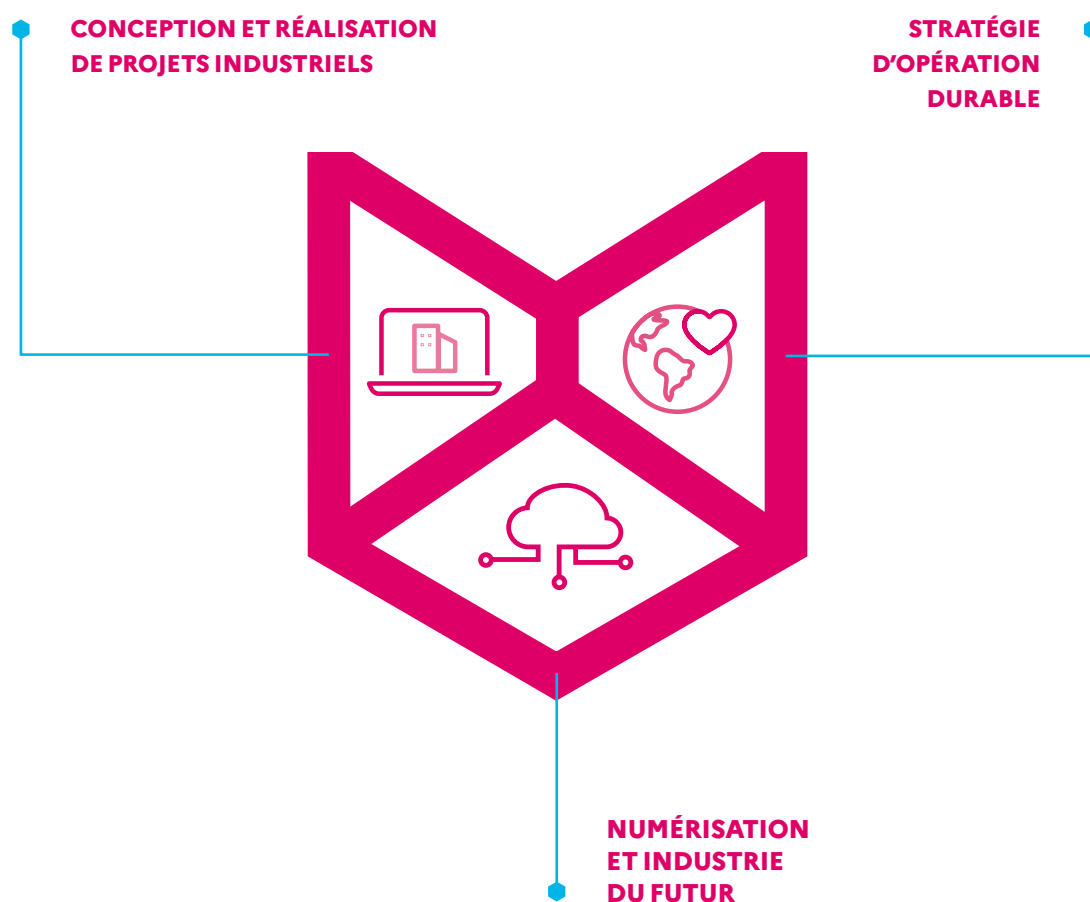 CONCEPTION ET RÉALISATION
DE PROJETS INDUSTRIELS
STRATÉGIE
D'OPÉRATION
DURABLE
NUMÉRISATION
ET INDUSTRIE
DU FUTUR